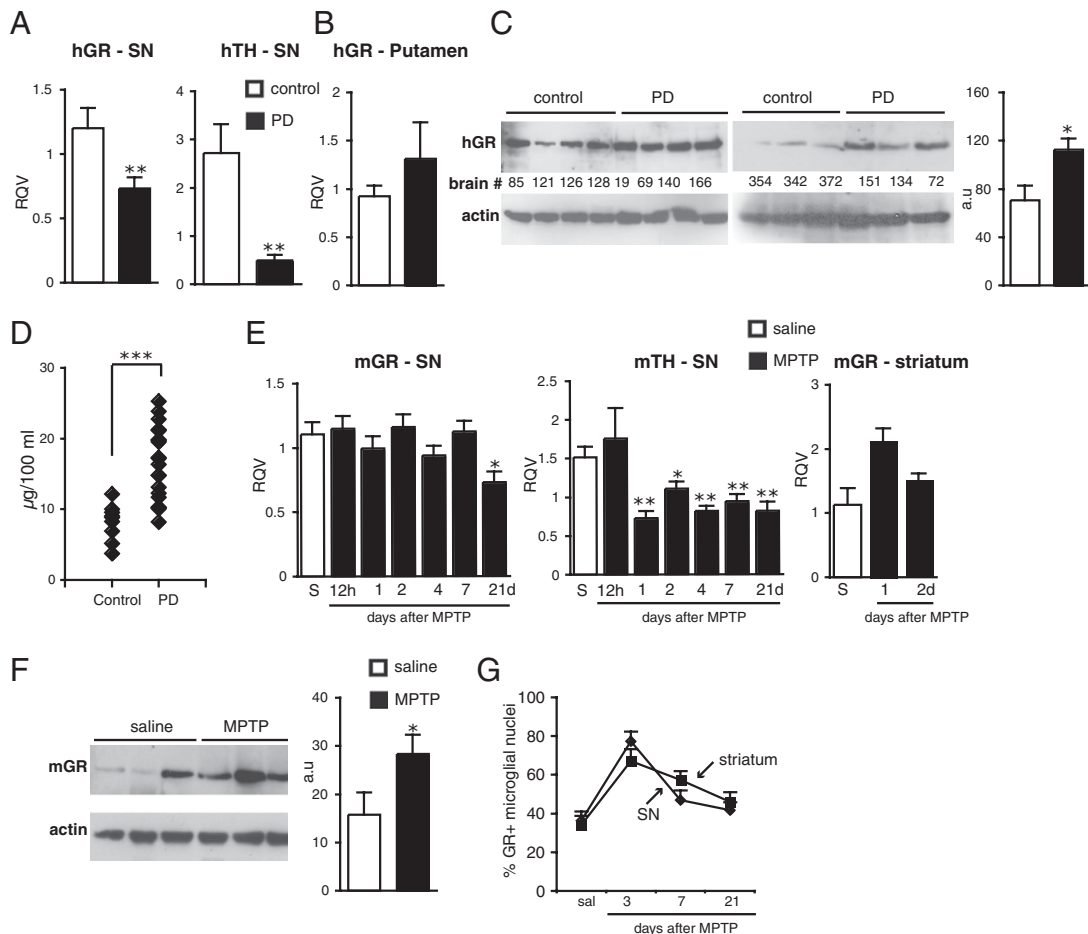 A
hGR - SN
RQV
1.5
1
0.5
0
**
hTH - SN
control
PD
4
3
2
1
0
**
B
hGR - Putamen
RQV
2
1.5
1
0.5
0
C
control
PD
control
PD
hGR
brain # 85 121 126 128 19 69 140 166
354 342 372 151 134 72
actin
a.u
160
120
80
40
0
*
D
µg/100 ml
30
20
10
0
***
Control PD
E
saline
MPTP
mGR - SN
RQV
1.5
1
0.5
0
*
S 12h 1 2 4 7 21d
days after MPTP
mTH - SN
RQV
2.5
2
1.5
1
0.5
0
** * ** ** **
S 12h 1 2 4 7 21d
days after MPTP
mGR - striatum
RQV
3
2
1
0
S 1 2d
days after MPTP
F
saline
MPTP
saline MPTP
mGR
actin
a.u
40
30
20
10
0
*
G
% GR+ microglial nuclei
100
80
60
40
20
0
striatum
SN
sal 3 7 21
days after MPTP